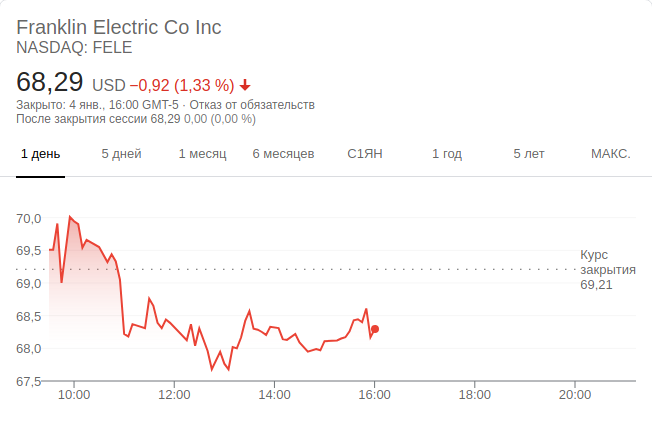 Franklin Electric Co Inc
NASDAQ: FELE
68,29 USD −0,92 (1,33 %)
Закрыто: 4 янв., 16:00 GMT-5 · Отказ от обязательств
После закрытия сессии 68,29 0,00 (0,00 %)
1 день 5 дней 1 месяц 6 месяцев С1ЯН 1 год 5 лет МАКС.
70,0
69,5
69,0
68,5
68,0
67,5
Курс
закрытия
69,21
10:00 12:00 14:00 16:00 18:00 20:00